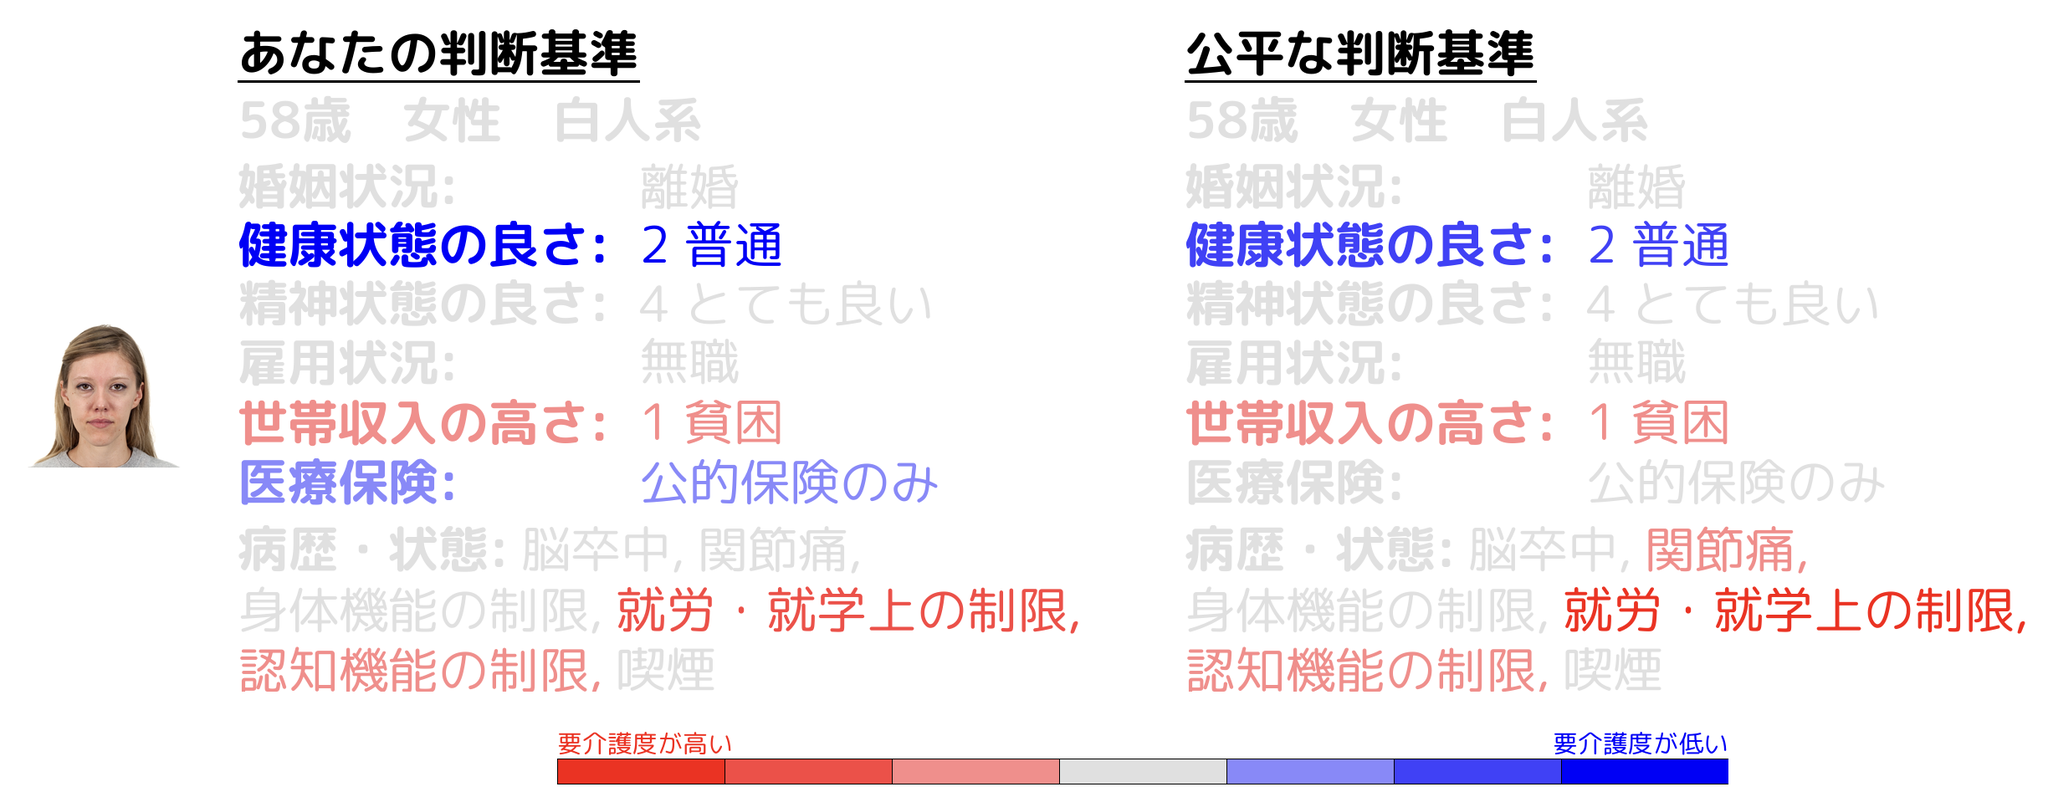 あなたの判断基準
58歳　女性　白人系
婚姻状況: 離婚
健康状態の良さ: 2 普通
精神状態の良さ: 4 とても良い
雇用状況: 無職
世帯収入の高さ: 1 貧困
医療保険: 公的保険のみ
病歴・状態: 脳卒中, 関節痛,
身体機能の制限, 就労・就学上の制限,
認知機能の制限, 喫煙
公平な判断基準
58歳　女性　白人系
婚姻状況: 離婚
健康状態の良さ: 2 普通
精神状態の良さ: 4 とても良い
雇用状況: 無職
世帯収入の高さ: 1 貧困
医療保険: 公的保険のみ
病歴・状態: 脳卒中, 関節痛,
身体機能の制限, 就労・就学上の制限,
認知機能の制限, 喫煙
要介護度が高い
要介護度が低い